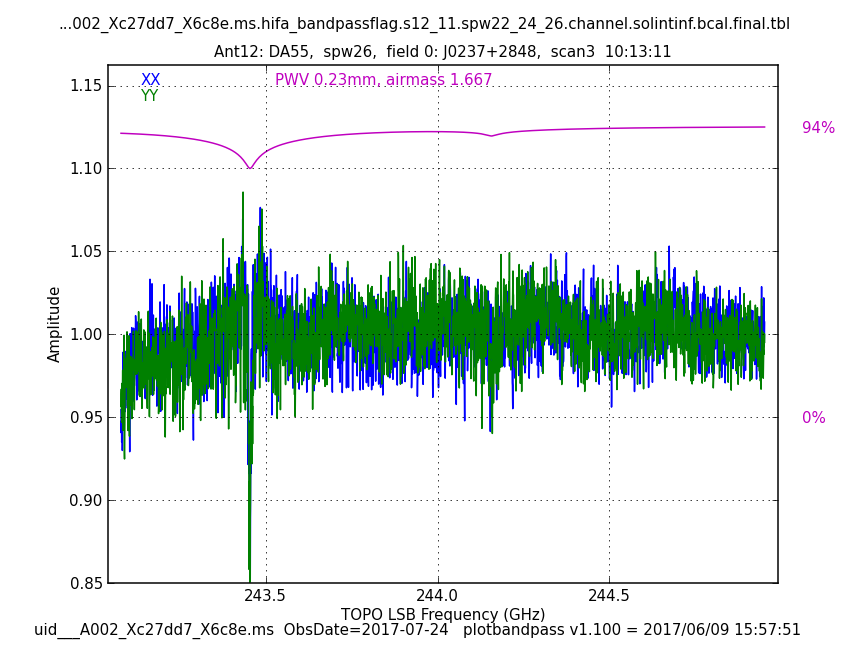 ...002_Xc27dd7_X6c8e.ms.hifa_bandpassflag.s12_11.spw22_24_26.channel.solintinf.bcal.final.tbl
Ant12: DA55,  spw26,  field 0: J0237+2848,  scan3  10:13:11
XX
YY
PWV 0.23mm, airmass 1.667
94%
0%
1.15
1.10
1.05
1.00
0.95
0.90
0.85
Amplitude
243.5
244.0
244.5
TOPO LSB Frequency (GHz)
uid___A002_Xc27dd7_X6c8e.ms  ObsDate=2017-07-24   plotbandpass v1.100 = 2017/06/09 15:57:51